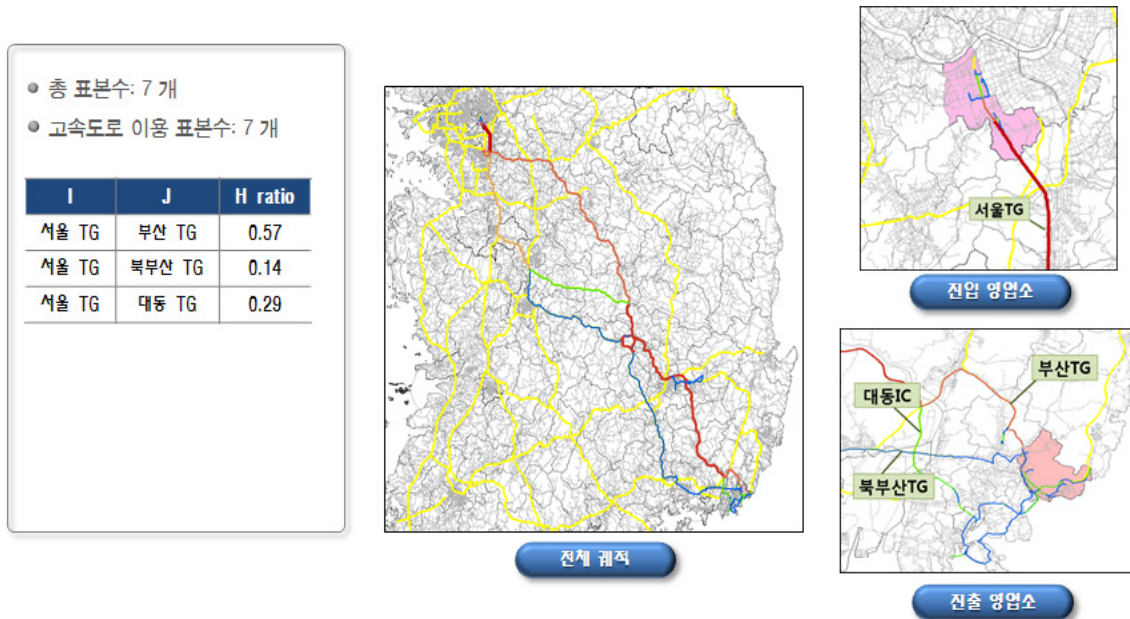 총 표본수: 7 개
고속도로 이용 표본수: 7 개
I J H ratio
서울 TG 부산 TG 0.57
서울 TG 북부산 TG 0.14
서울 TG 대동 TG 0.29
전체 궤적
서울TG
진입 영업소
부산TG
대동IC
북부산TG
진출 영업소